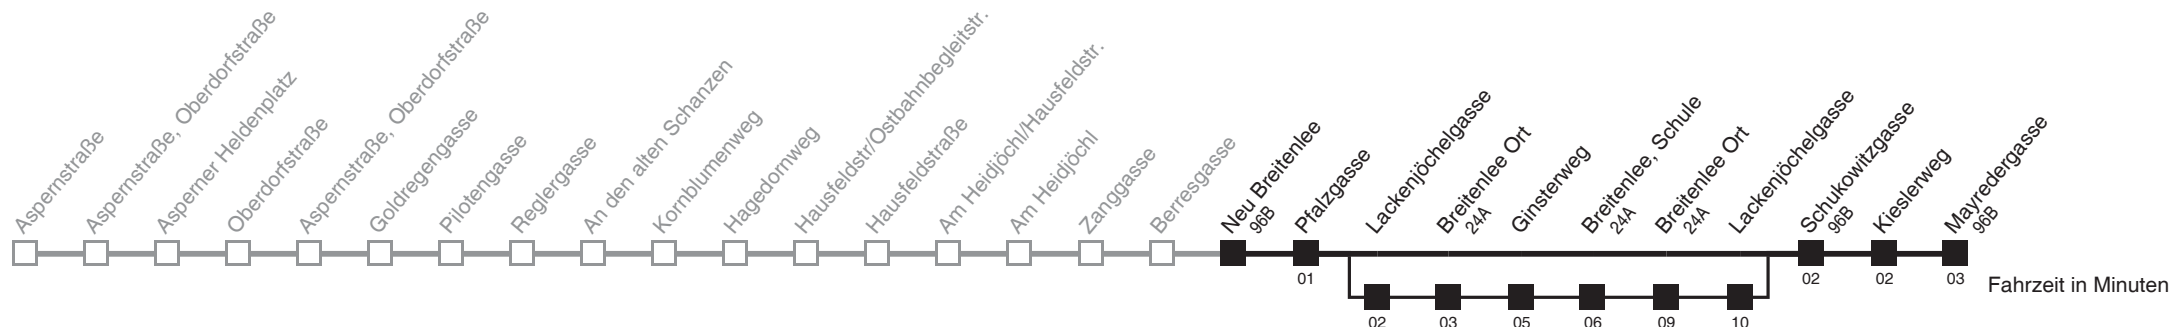 Aspernstraße
Aspernstraße, Oberdorfstraße
Asperner Heldenplatz
Oberdorfstraße
Aspernstraße, Oberdorfstraße
Goldregengasse
Pilotengasse
Reglergasse
An den alten Schanzen
Kornblumenweg
Hagedornweg
Hausfeldstr/Ostbahnbegleitstr.
Hausfeldstraße
Am Heidjöchl/Hausfeldstr.
Am Heidjöchl
Zanggasse
Berresgasse
Neu Breitenlee
96B
Pfalzgasse
Lackenjöchelgasse
Breitenlee Ort
24A
Ginsterweg
Breitenlee, Schule
24A
Breitenlee Ort
24A
Lackenjöchelgasse
Schukowitzgasse
96B
Kieslerweg
Mayredergasse
96B
01
02
02
03
Fahrzeit in Minuten
02
03
05
06
09
10